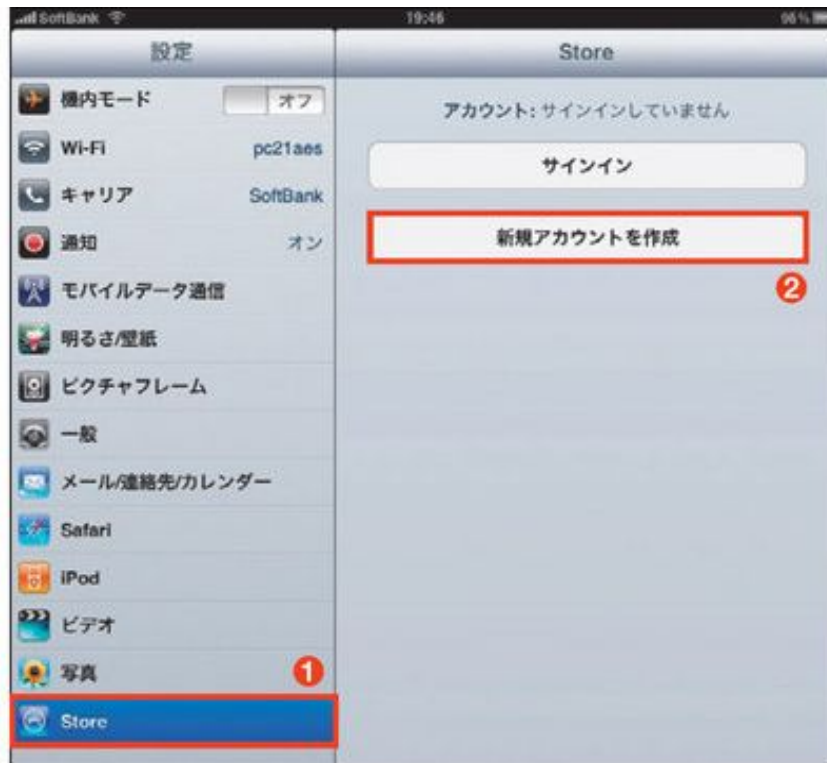 SoftBank 19:46 96%
設定
機内モード オフ
Wi-Fi pc21aes
キャリア SoftBank
通知 オン
モバイルデータ通信
明るさ/壁紙
ピクチャフレーム
一般
メール/連絡先/カレンダー
Safari
iPod
ビデオ
写真
1
Store
Store
アカウント: サインインしていません
サインイン
新規アカウントを作成
2